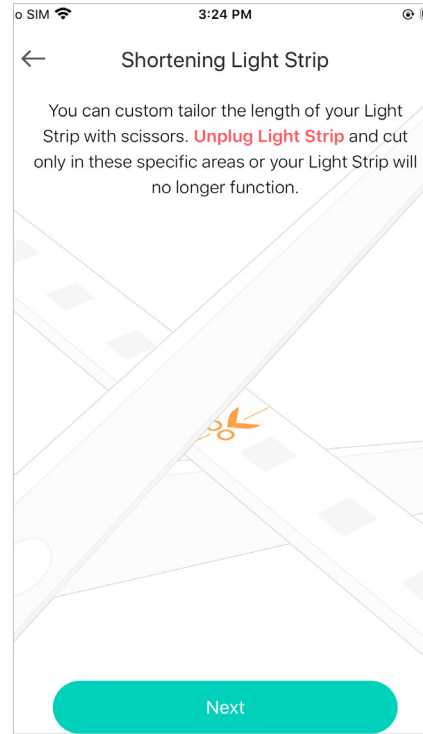 o SIM 3:24 PM
Shortening Light Strip
You can custom tailor the length of your Light
Strip with scissors. Unplug Light Strip and cut
only in these specific areas or your Light Strip will
no longer function.
Next